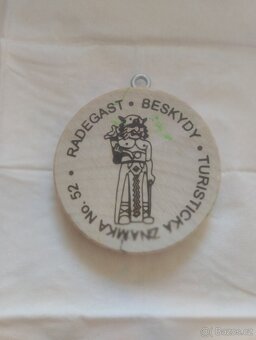 RADEGAST • BESKYDY • TURISTICKÁ ZNÁMKA No. 52 •
Bazos.cz